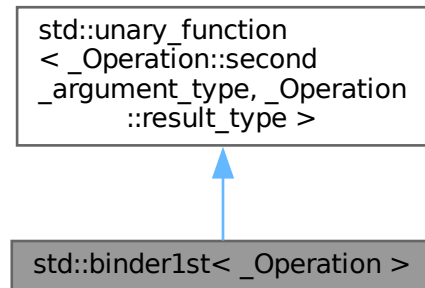 std::unary_function
< _Operation::second
_argument_type, _Operation
::result_type >
std::binder1st< _Operation >